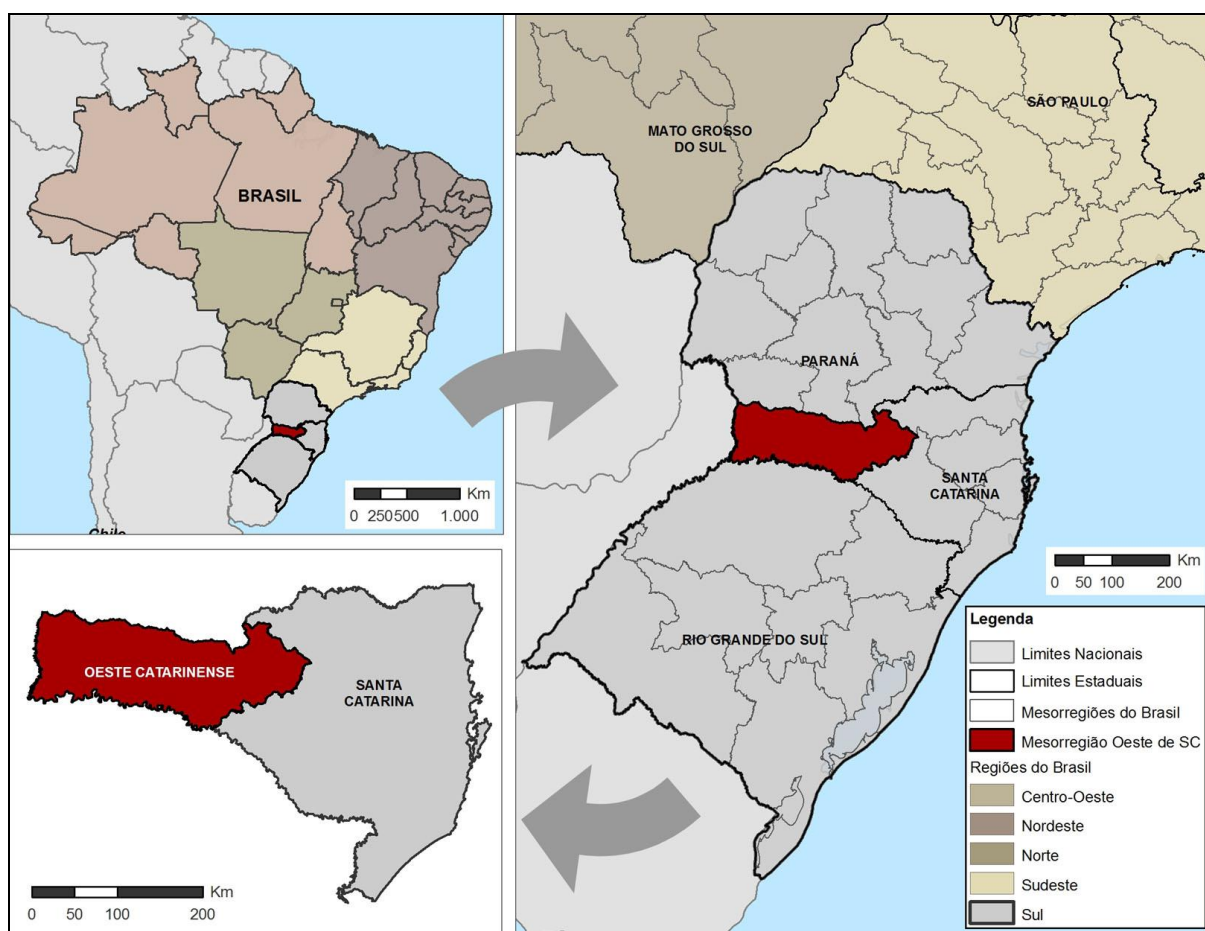 BRASIL
Chile
Km
0 250500 1.000
OESTE CATARINENSE
SANTA
CATARINA
Km
0 50 100 200
MATO GROSSO
DO SUL
SÃO PAULO
PARANÁ
SANTA
CATARINA
RIO GRANDE DO SUL
Km
0 50 100 200
Legenda
Limites Nacionais
Limites Estaduais
Mesorregiões do Brasil
Mesorregião Oeste de SC
Regiões do Brasil
Centro-Oeste
Nordeste
Norte
Sudeste
Sul